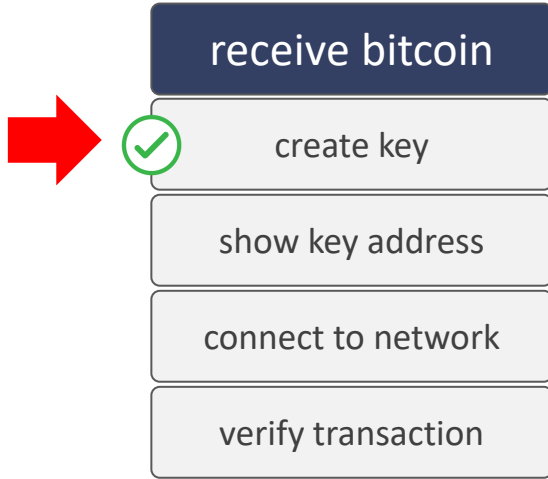 receive bitcoin
create key
show key address
connect to network
verify transaction